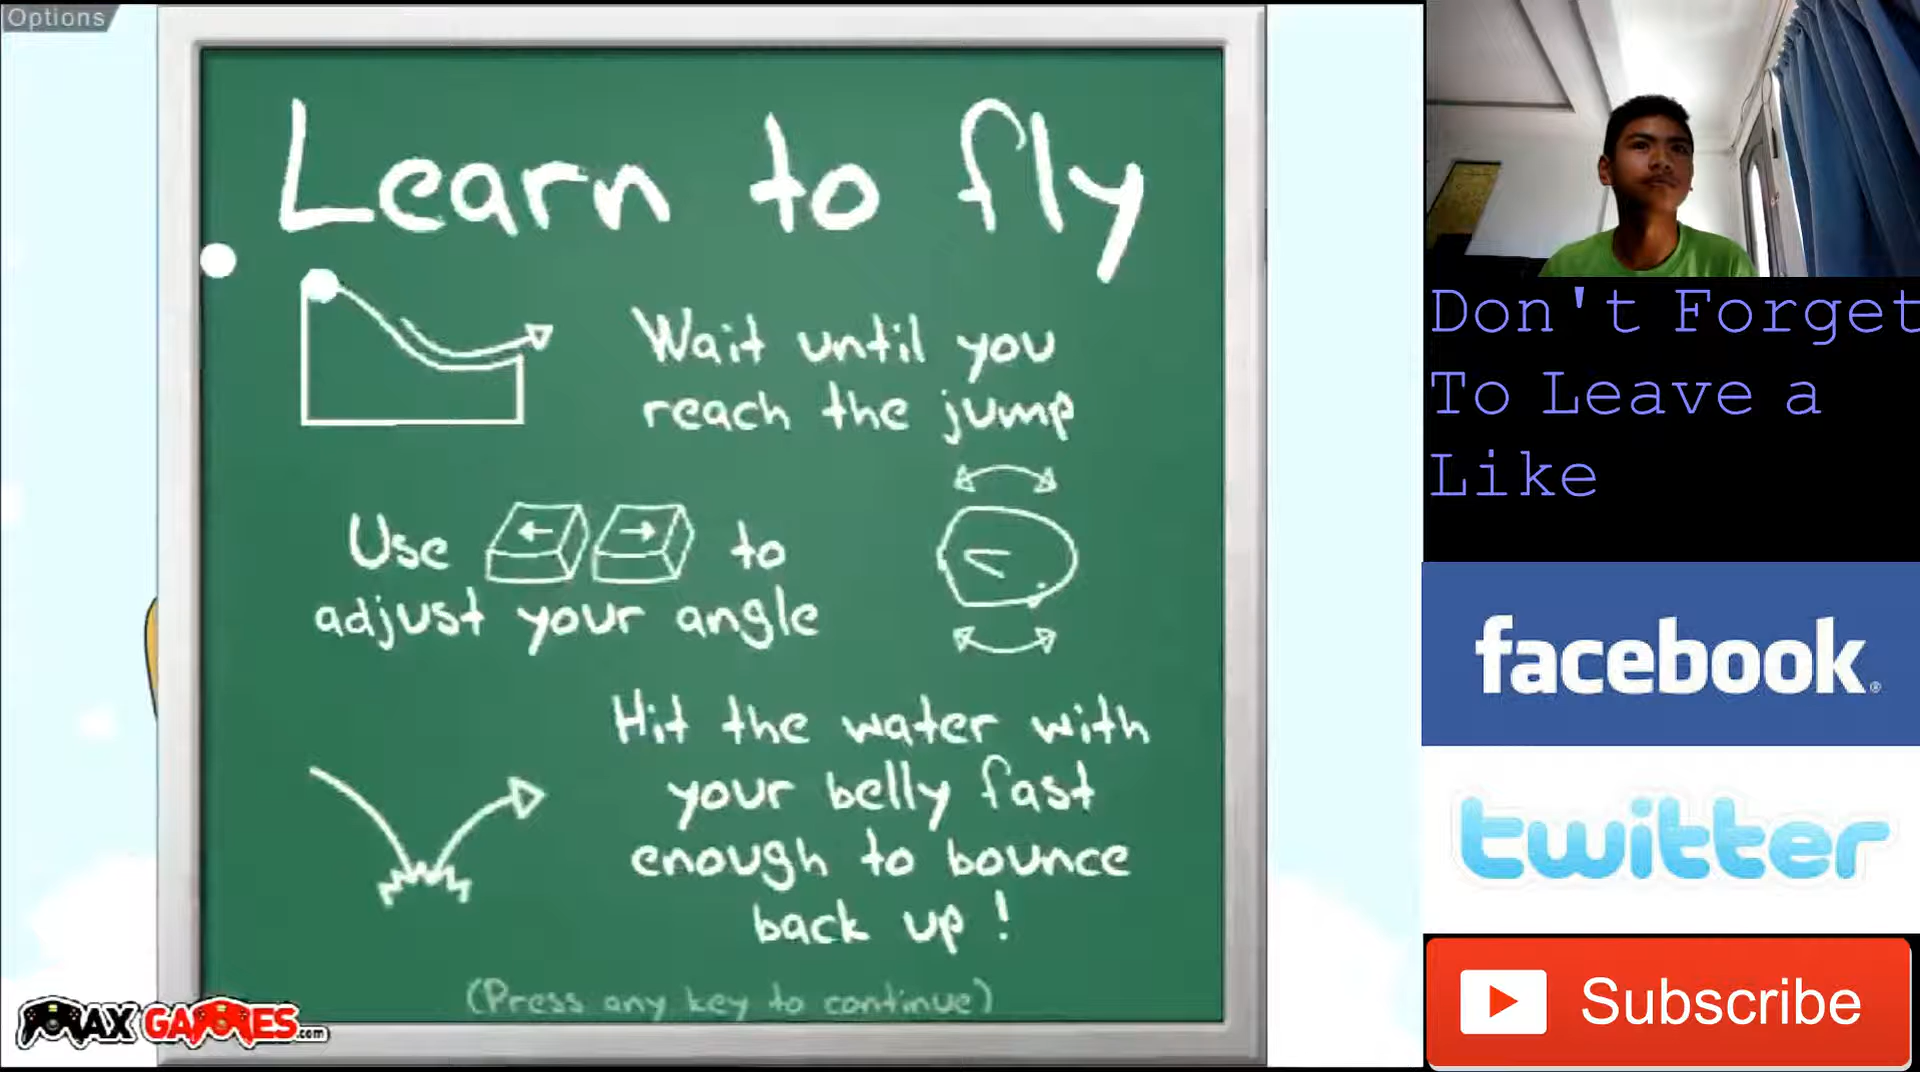 Options
Learn to fly
Wait until you
reach the jump
Use ← → to
adjust your angle
Hit the water with
your belly fast
enough to bounce
back up !
(Press any key to continue)
MAX GAMES.com
Don't Forget
To Leave a
Like
facebook®
twitter
Subscribe